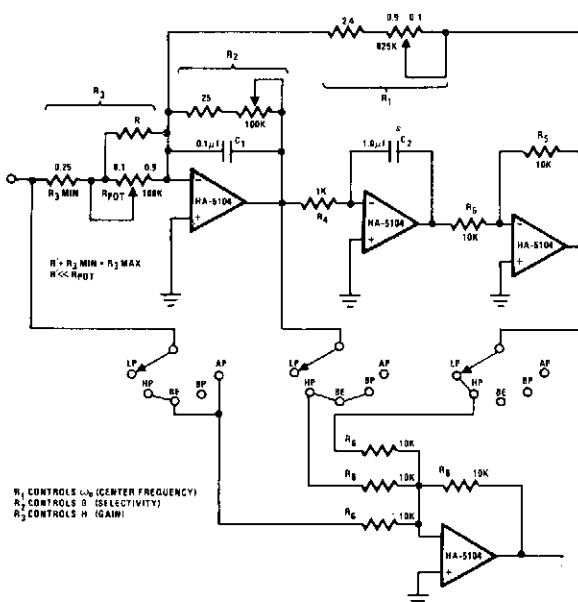 2.4
0.9 0.1
825K
R1
R2
25
100K
0.1μf C1
R3
R
0.25
R3 MIN
0.1 0.9
RPOT 100K
-
HA-5104
+
s
1.0μf C2
1K
R4
-
HA-5104
+
R5
10K
R5
10K
-
HA-5104
+
R' + R3 MIN = R3 MAX
R' << RPOT
LP
HP
BE
BP
AP
LP
HP
BE
BP
AP
LP
HP
BE
BP
AP
R6 10K
R6 10K
R6 10K
R6 10K
-
HA-5104
+
R1 CONTROLS ω0 (CENTER FREQUENCY)
R2 CONTROLS (SELECTIVITY)
R3 CONTROLS H (GAIN)